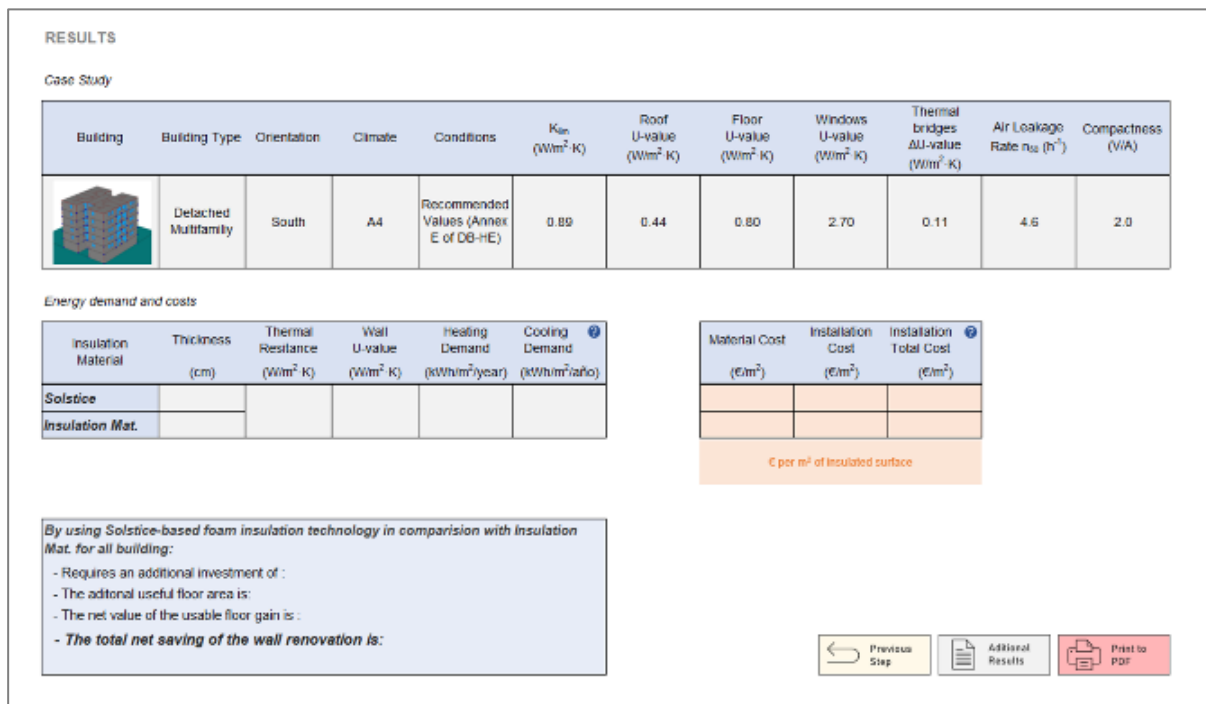 RESULTS
Case Study
Building
Building Type
Orientation
Climate
Conditions
Klim
(W/m²·K)
Roof
U-value
(W/m²·K)
Floor
U-value
(W/m²·K)
Windows
U-value
(W/m²·K)
Thermal
bridges
ΔU-value
(W/m²·K)
Air Leakage
Rate n50 (h⁻¹)
Compactness
(V/A)
Detached
Multifamiliy
South
A4
Recommended
Values (Annex
E of DB-HE)
0.89
0.44
0.80
2.70
0.11
4.6
2.0
Energy demand and costs
Insulation
Material
Thickness
(cm)
Thermal
Resitance
(W/m²·K)
Wall
U-value
(W/m²·K)
Heating
Demand
(kWh/m²/year)
Cooling
Demand
(kWh/m²/año)
?
Material Cost
(€/m²)
Installation
Cost
(€/m²)
Installation
Total Cost
(€/m²)
?
Solstice
Insulation Mat.
€ per m² of insulated surface
By using Solstice-based foam insulation technology in comparision with Insulation
Mat. for all building:
- Requires an additional investment of :
- The aditonal useful floor area is:
- The net value of the usable floor gain is :
- The total net saving of the wall renovation is:
Previous
Step
Aditional
Results
Print to
PDF